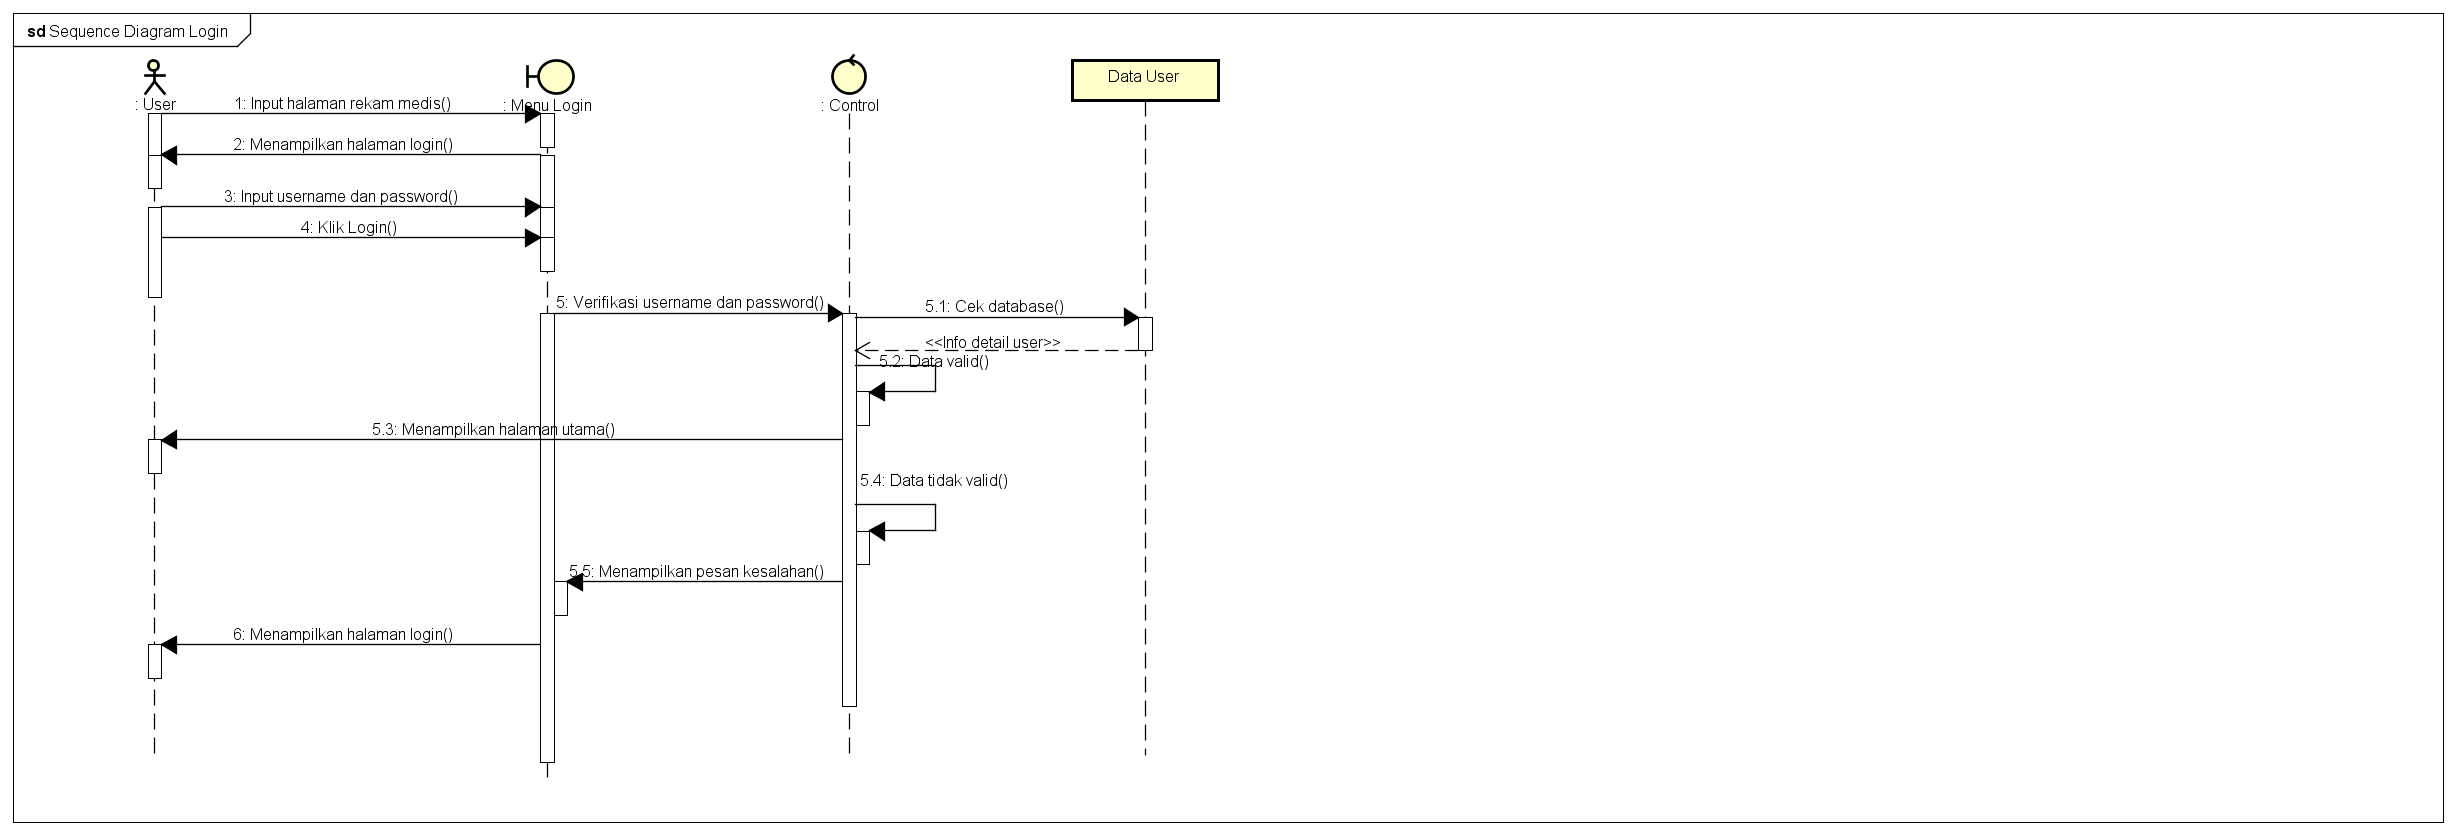 sd Sequence Diagram Login
: User
: Menu Login
: Control
Data User
1: Input halaman rekam medis()
2: Menampilkan halaman login()
3: Input username dan password()
4: Klik Login()
5: Verifikasi username dan password()
5.1: Cek database()
<<Info detail user>>
5.2: Data valid()
5.3: Menampilkan halaman utama()
5.4: Data tidak valid()
5.5: Menampilkan pesan kesalahan()
6: Menampilkan halaman login()